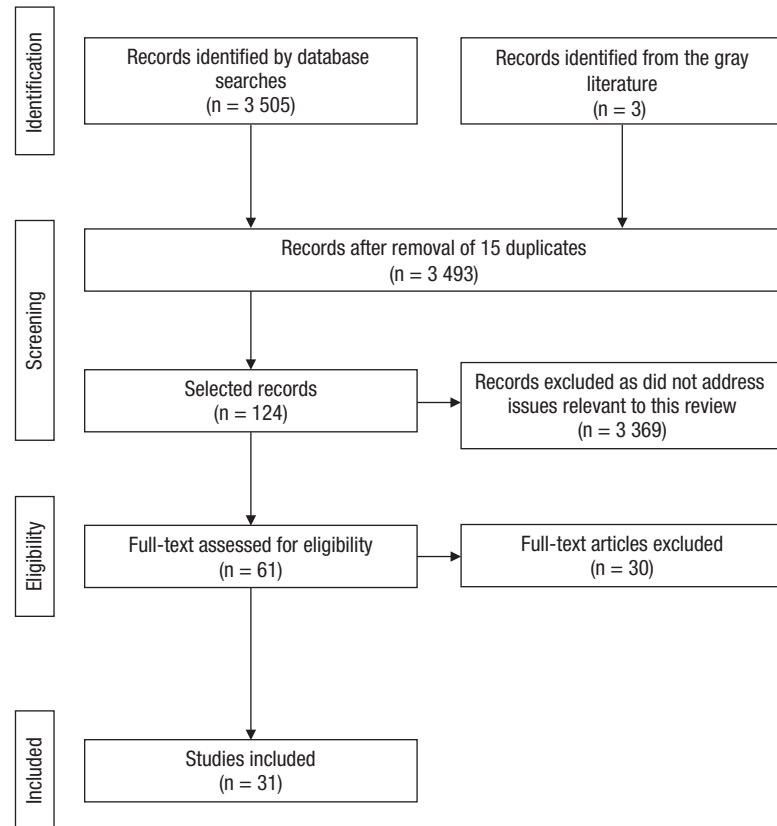 Identification
Records identified by database
searches
(n = 3 505)
Records identified from the gray
literature
(n = 3)
Screening
Records after removal of 15 duplicates
(n = 3 493)
Selected records
(n = 124)
Records excluded as did not address
issues relevant to this review
(n = 3 369)
Eligibility
Full-text assessed for eligibility
(n = 61)
Full-text articles excluded
(n = 30)
Included
Studies included
(n = 31)